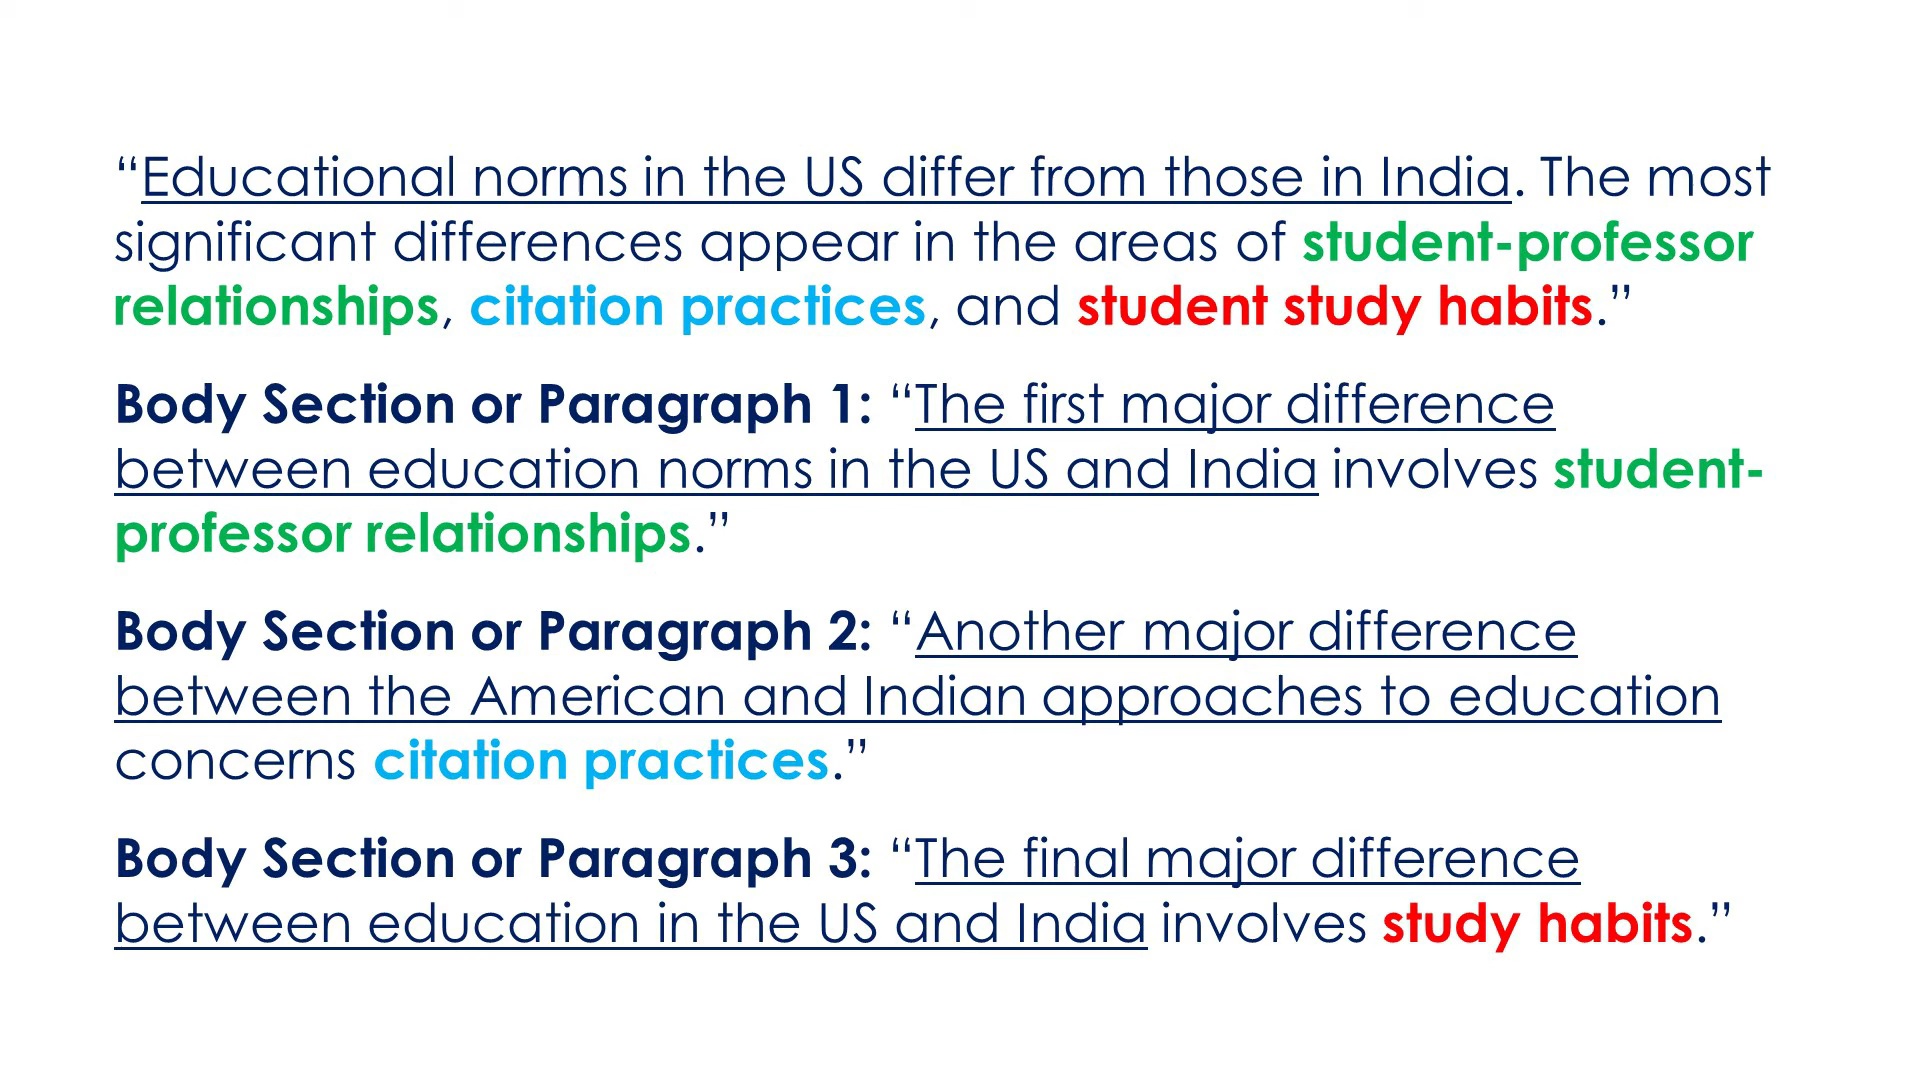 “Educational norms in the US differ from those in India. The most
significant differences appear in the areas of student-professor
relationships, citation practices, and student study habits.”
Body Section or Paragraph 1: “The first major difference
between education norms in the US and India involves student-
professor relationships.”
Body Section or Paragraph 2: “Another major difference
between the American and Indian approaches to education
concerns citation practices.”
Body Section or Paragraph 3: “The final major difference
between education in the US and India involves study habits.”